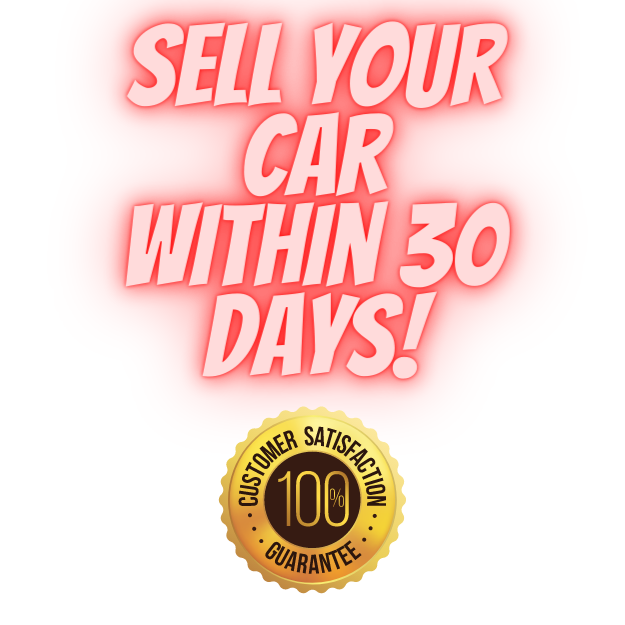 SELL YOUR
CAR
WITHIN 30
DAYS!
CUSTOMER SATISFACTION
100%
GUARANTEE